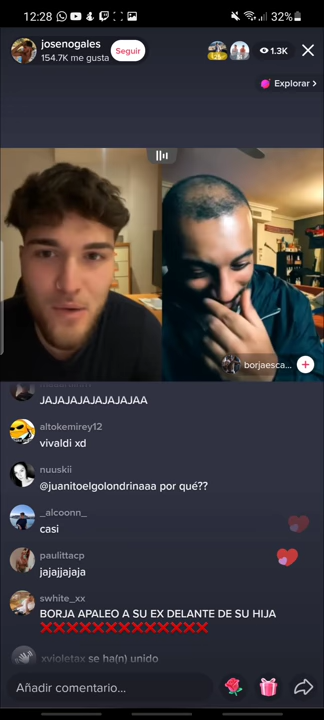 12:28
32%
josenogales
154.7K me gusta
Seguir
1.3K
Explorar >
borjaesca...
JAJAJAJAJAJAJAJAA
altokemirey12
vivaldi xd
nuuskii
@juanitoelgolondrinaaa por qué??
_alcoonn_
casi
paulittacp
jajajjajaja
swhite_xx
BORJA APALEO A SU EX DELANTE DE SU HIJA
❌❌❌❌❌❌❌❌❌❌❌❌❌
xvioletax se ha(n) unido
Añadir comentario...